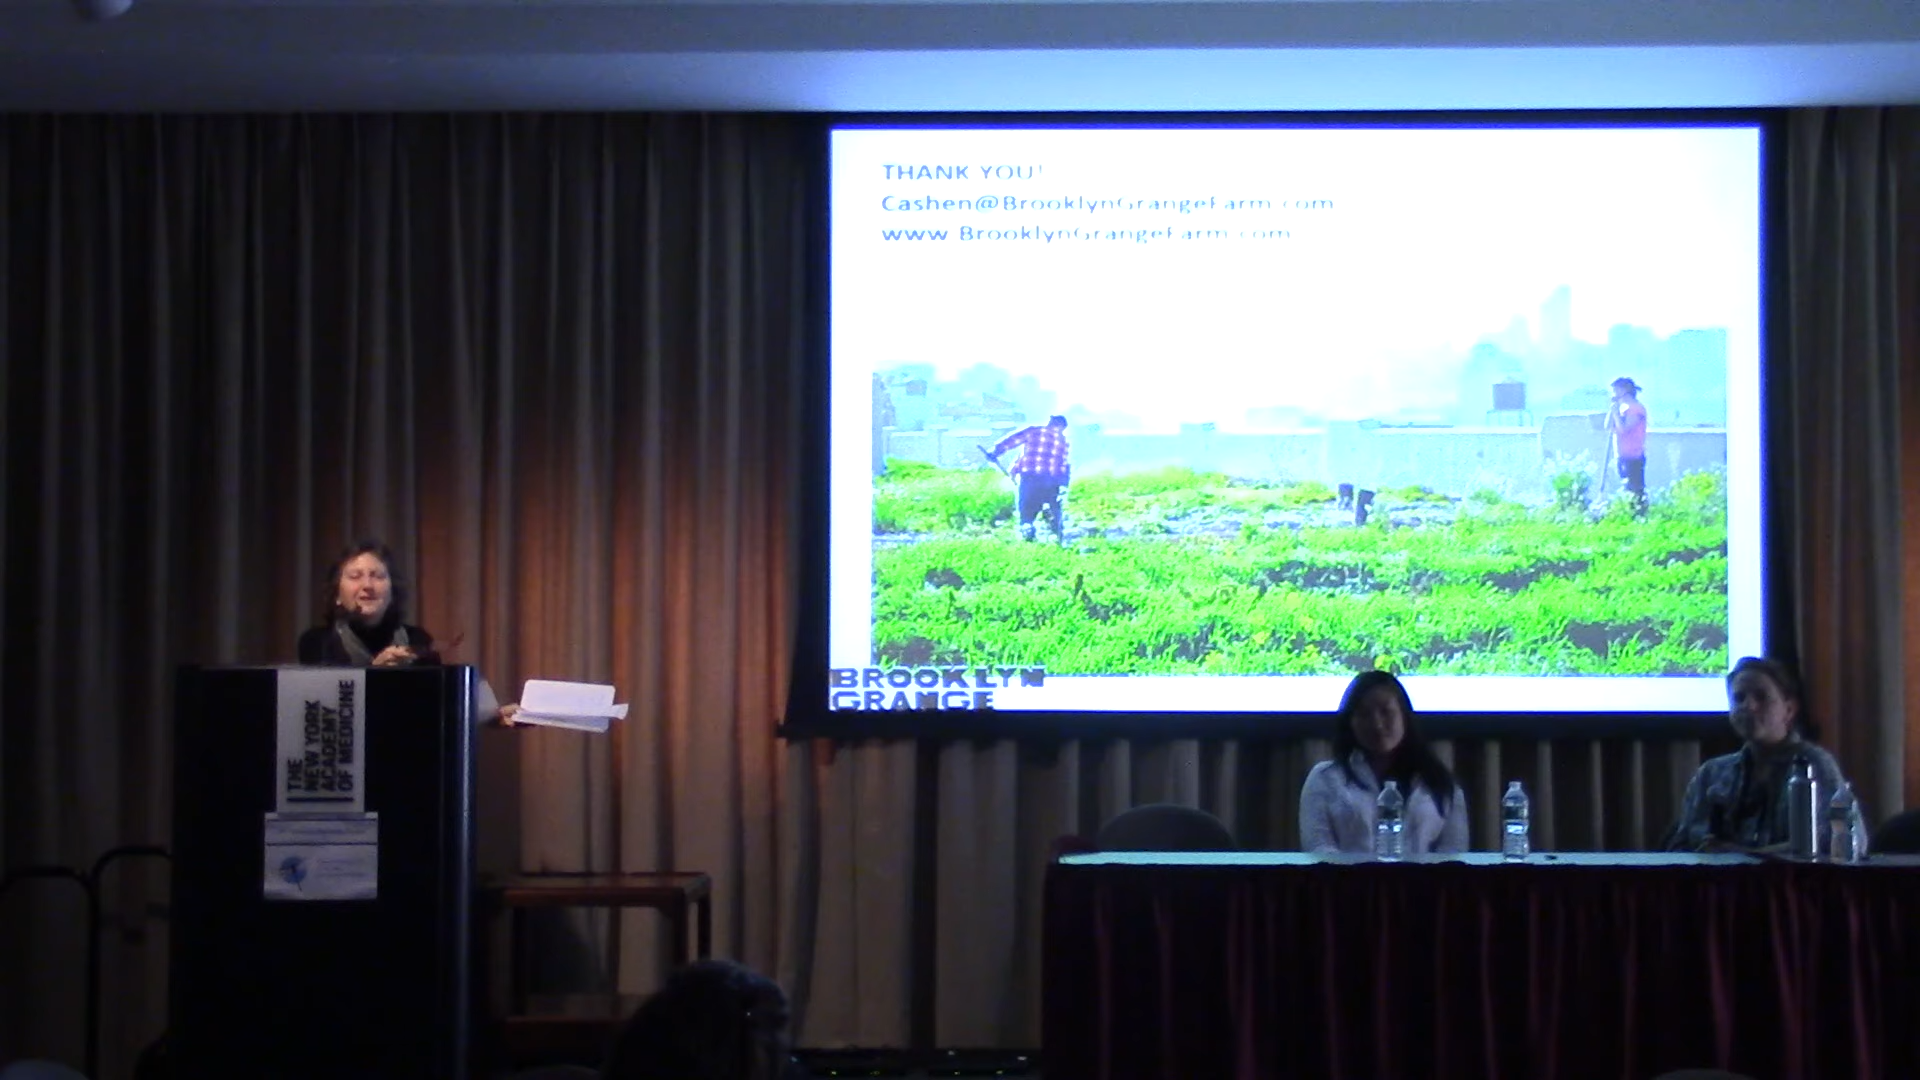 THANK YOU!
Cashen@BrooklynGrangeFarm.com
www.BrooklynGrangeFarm.com
BROOKLYN
GRANGE
THE
NEW YORK
ACADEMY
OF MEDICINE